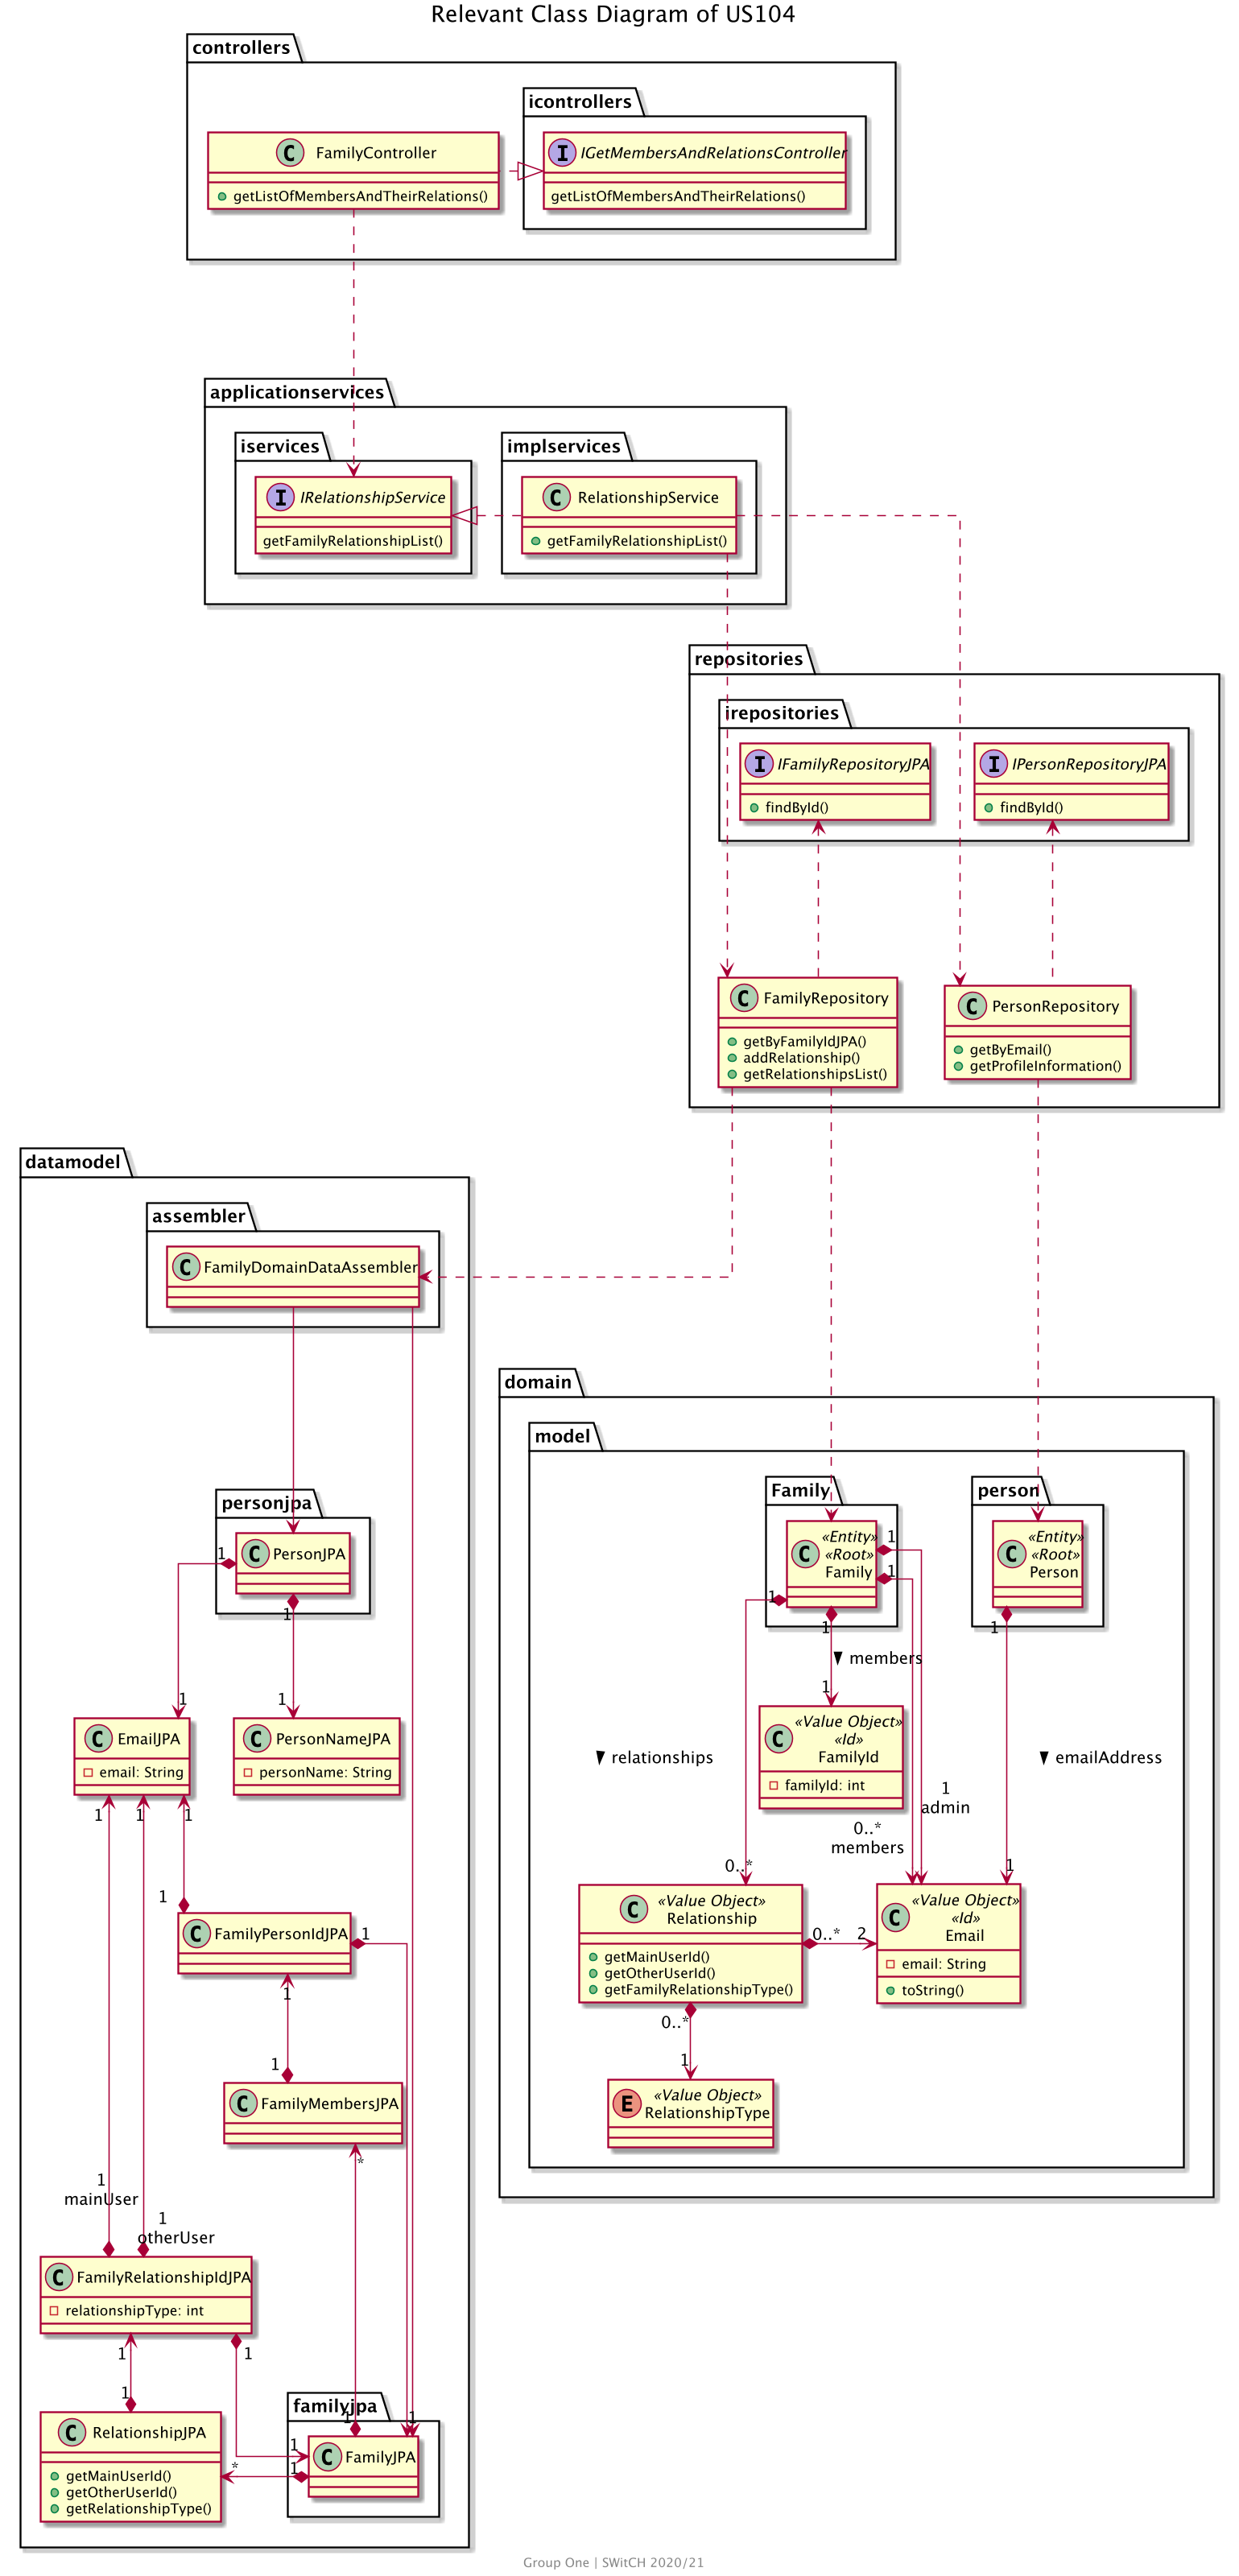 Relevant Class Diagram of US104
controllers
icontrollers
C FamilyController
getListOfMembersAndTheirRelations()
I IGetMembersAndRelationsController
getListOfMembersAndTheirRelations()
applicationservices
iservices
I IRelationshipService
getFamilyRelationshipList()
implservices
C RelationshipService
getFamilyRelationshipList()
repositories
irepositories
I IFamilyRepositoryJPA
findById()
I IPersonRepositoryJPA
findById()
C FamilyRepository
getByFamilyIdJPA()
addRelationship()
getRelationshipsList()
C PersonRepository
getByEmail()
getProfileInformation()
datamodel
assembler
C FamilyDomainDataAssembler
personjpa
C PersonJPA
1
1
1
1
C EmailJPA
email: String
C PersonNameJPA
personName: String
1
1
1
1
C FamilyPersonIdJPA
1
1
1
C FamilyMembersJPA
*
1
mainUser
1
otherUser
C FamilyRelationshipIdJPA
relationshipType: int
1
1
1
C RelationshipJPA
getMainUserId()
getOtherUserId()
getRelationshipType()
familyjpa
1
1
1
1
*
C FamilyJPA
domain
model
Family
C «Entity»
«Root»
Family
1
1
1
1
members
1
person
C «Entity»
«Root»
Person
1
C «Value Object»
«Id»
FamilyId
familyId: int
relationships
emailAddress
1
admin
0..*
members
0..*
1
C «Value Object»
Relationship
getMainUserId()
getOtherUserId()
getFamilyRelationshipType()
0..*
2
C «Value Object»
«Id»
Email
email: String
toString()
0..*
1
E «Value Object»
RelationshipType
Group One | SWitCH 2020/21